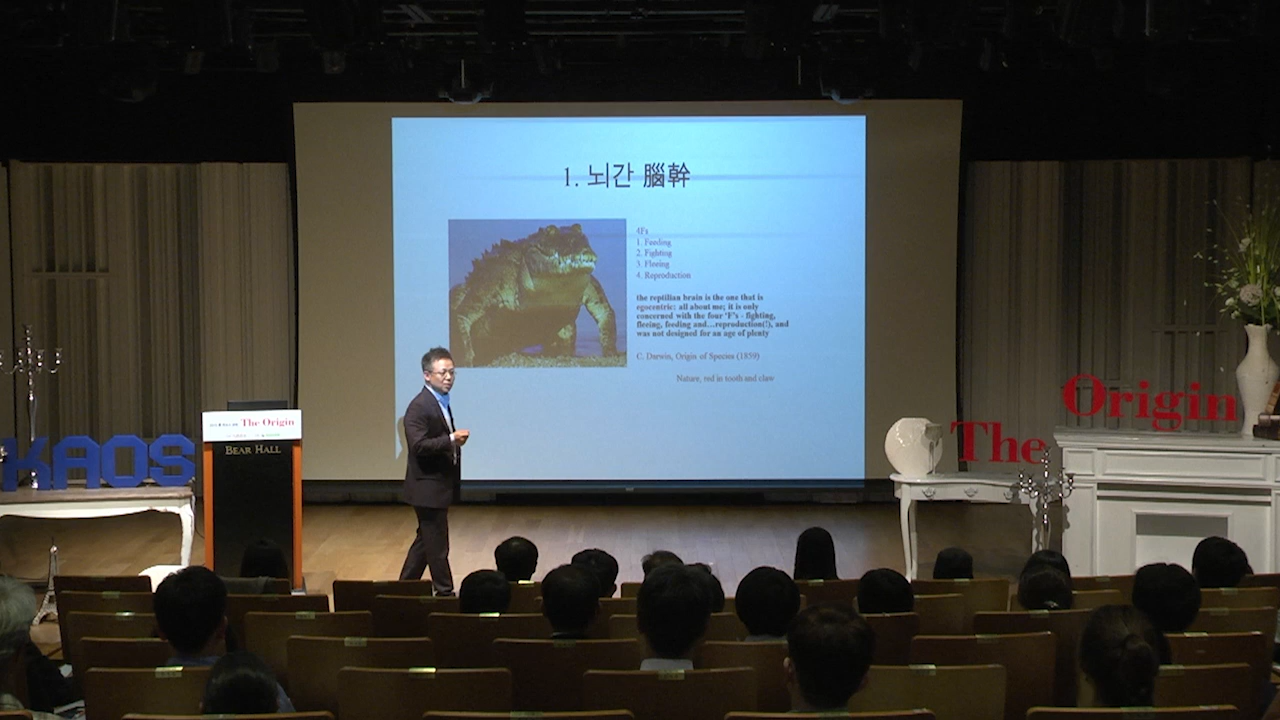 1. 뇌간 腦幹
4Fs
1. Feeding
2. Fighting
3. Fleeing
4. Reproduction
the reptilian brain is the one that is
egocentric: all about me; it is only
concerned with the four 'F's - fighting,
fleeing, feeding and...reproduction(!), and
was not designed for an age of plenty
C. Darwin, Origin of Species (1859)
Nature, red in tooth and claw
The Origin
BEAR HALL
KAOS
The Origin